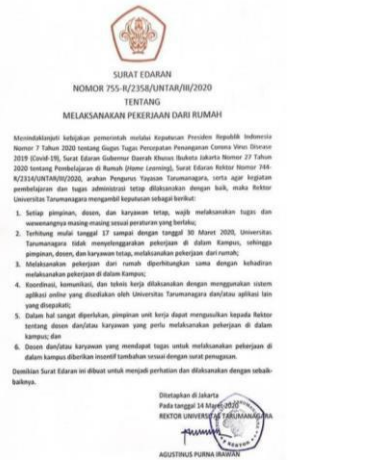 SURAT EDARAN
NOMOR 755-R/2358/UNTAR/III/2020
TENTANG
MELAKSANAKAN PEKERJAAN DARI RUMAH
Menindaklanjuti kebijakan pemerintah melalui Keputusan Presiden Republik Indonesia
Nomor 7 Tahun 2020 tentang Gugus Tugas Percepatan Penanganan Corona Virus Disease
2019 (Covid-19), Surat Edaran Gubernur Daerah Khusus Ibukota Jakarta Nomor 27 Tahun
2020 tentang Pembelajaran di Rumah (Home Learning), Surat Edaran Rektor Nomor 744-
R/2314/UNTAR/III/2020, arahan Pengurus Yayasan Tarumanagara, serta agar kegiatan
pembelajaran dan tugas administrasi tetap dilaksanakan dengan baik, maka Rektor
Universitas Tarumanagara mengambil keputusan sebagai berikut:
1. Setiap pimpinan, dosen, dan karyawan tetap, wajib melaksanakan tugas dan
wewenangnya masing-masing sesuai peraturan yang berlaku;
2. Terhitung mulai tanggal 17 sampai dengan tanggal 30 Maret 2020, Universitas
Tarumanagara tidak menyelenggarakan pekerjaan di dalam Kampus, sehingga
pimpinan, dosen, dan karyawan tetap, melaksanakan pekerjaan dari rumah;
3. Melaksanakan pekerjaan dari rumah diperhitungkan sama dengan kehadiran
melaksanakan pekerjaan di dalam Kampus;
4. Koordinasi, komunikasi, dan teknis kerja dilaksanakan dengan menggunakan sistem
aplikasi online yang disediakan oleh Universitas Tarumanagara dan/atau aplikasi lain
yang disepakati;
5. Dalam hal sangat diperlukan, pimpinan unit kerja dapat mengusulkan kepada Rektor
tentang dosen dan/atau karyawan yang perlu melaksanakan pekerjaan di dalam
kampus; dan
6. Dosen dan/atau karyawan yang mendapat tugas untuk melaksanakan pekerjaan di
dalam kampus diberikan insentif tambahan sesuai dengan surat penugasan.
Demikian Surat Edaran ini dibuat untuk menjadi perhatian dan dilaksanakan dengan sebaik-
baiknya.
Ditetapkan di Jakarta
Pada tanggal 14 Maret 2020
REKTOR UNIVERSITAS TARUMANAGARA
AGUSTINUS PURNA IRAWAN